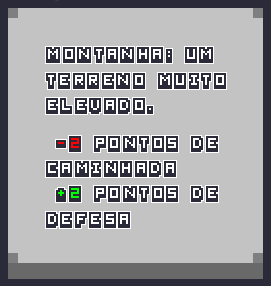 MONTANHA: UM
TERRENO MUITO
ELEVADO.
-2 PONTOS DE
CAMINHADA
+2 PONTOS DE
DEFESA